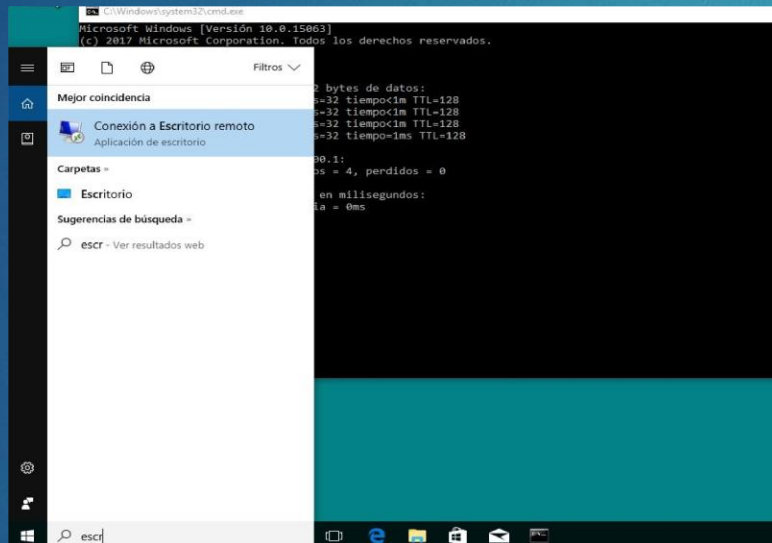 C:\Windows\system32\cmd.exe
Microsoft Windows [Versión 10.0.15063]
(c) 2017 Microsoft Corporation. Todos los derechos reservados.
Filtros
2 bytes de datos:
s=32 tiempo<1m TTL=128
s=32 tiempo<1m TTL=128
s=32 tiempo<1m TTL=128
s=32 tiempo=1ms TTL=128
00.1:
os = 4, perdidos = 0
en milisegundos:
ia = 0ms
Mejor coincidencia
Conexión a Escritorio remoto
Aplicación de escritorio
Carpetas »
Escritorio
Sugerencias de búsqueda »
escr - Ver resultados web
escr